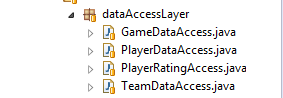 dataAccessLayer
GameDataAccess.java
PlayerDataAccess.java
PlayerRatingAccess.java
TeamDataAccess.java